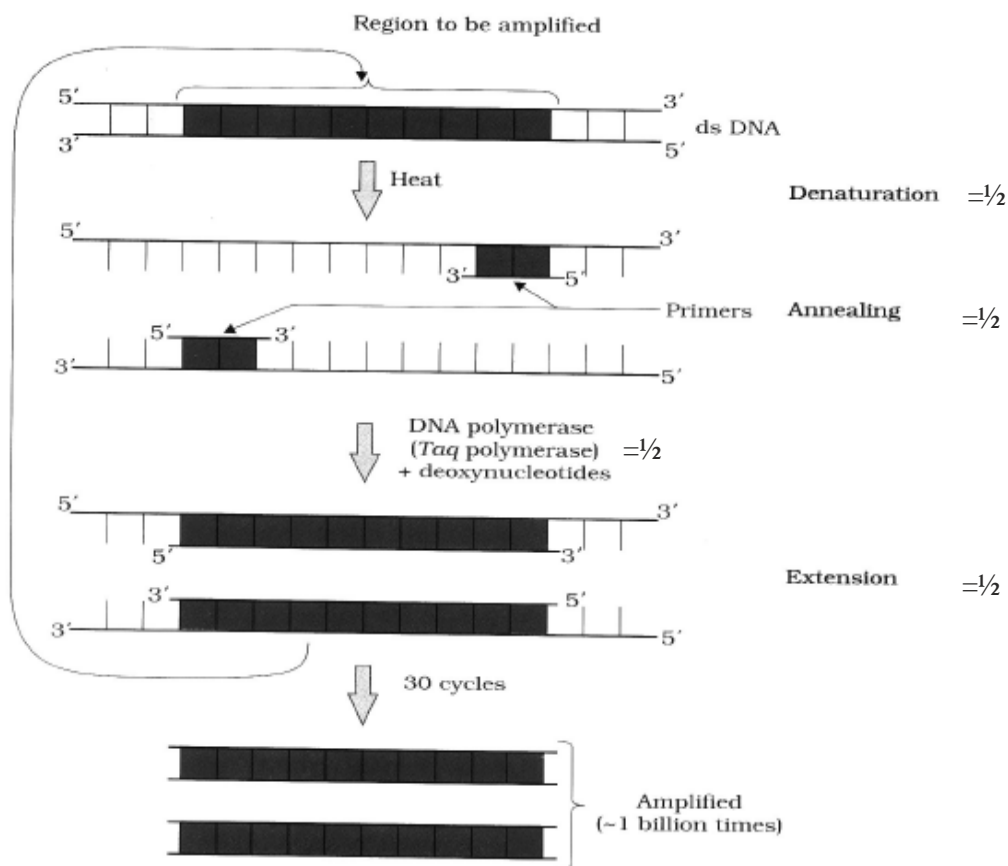 Region to be amplified
5′ 3′
ds DNA
3′ 5′
Heat
Denaturation =½
5′ 3′
3′ 5′
Primers Annealing =½
5′ 3′
3′ 5′
DNA polymerase
(Taq polymerase) =½
+ deoxynucleotides
5′ 3′
5′ 3′
Extension =½
3′ 5′
3′ 5′
30 cycles
Amplified
(~1 billion times)